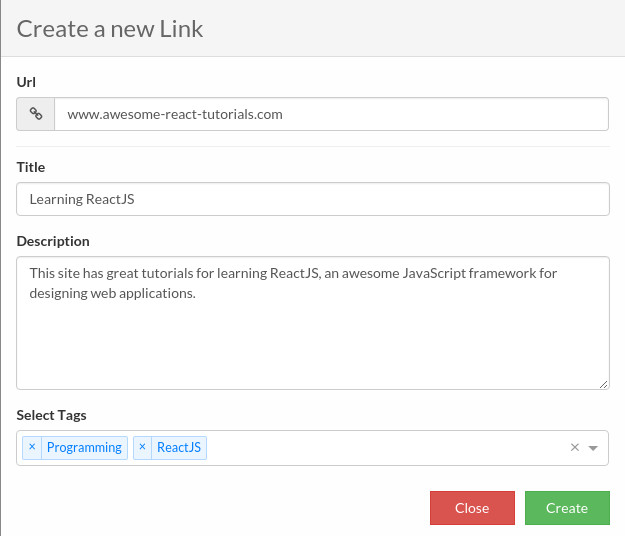 Create a new Link
Url
www.awesome-react-tutorials.com
Title
Learning ReactJS
Description
This site has great tutorials for learning ReactJS, an awesome JavaScript framework for
designing web applications.
Select Tags
× Programming × ReactJS ×
Close Create